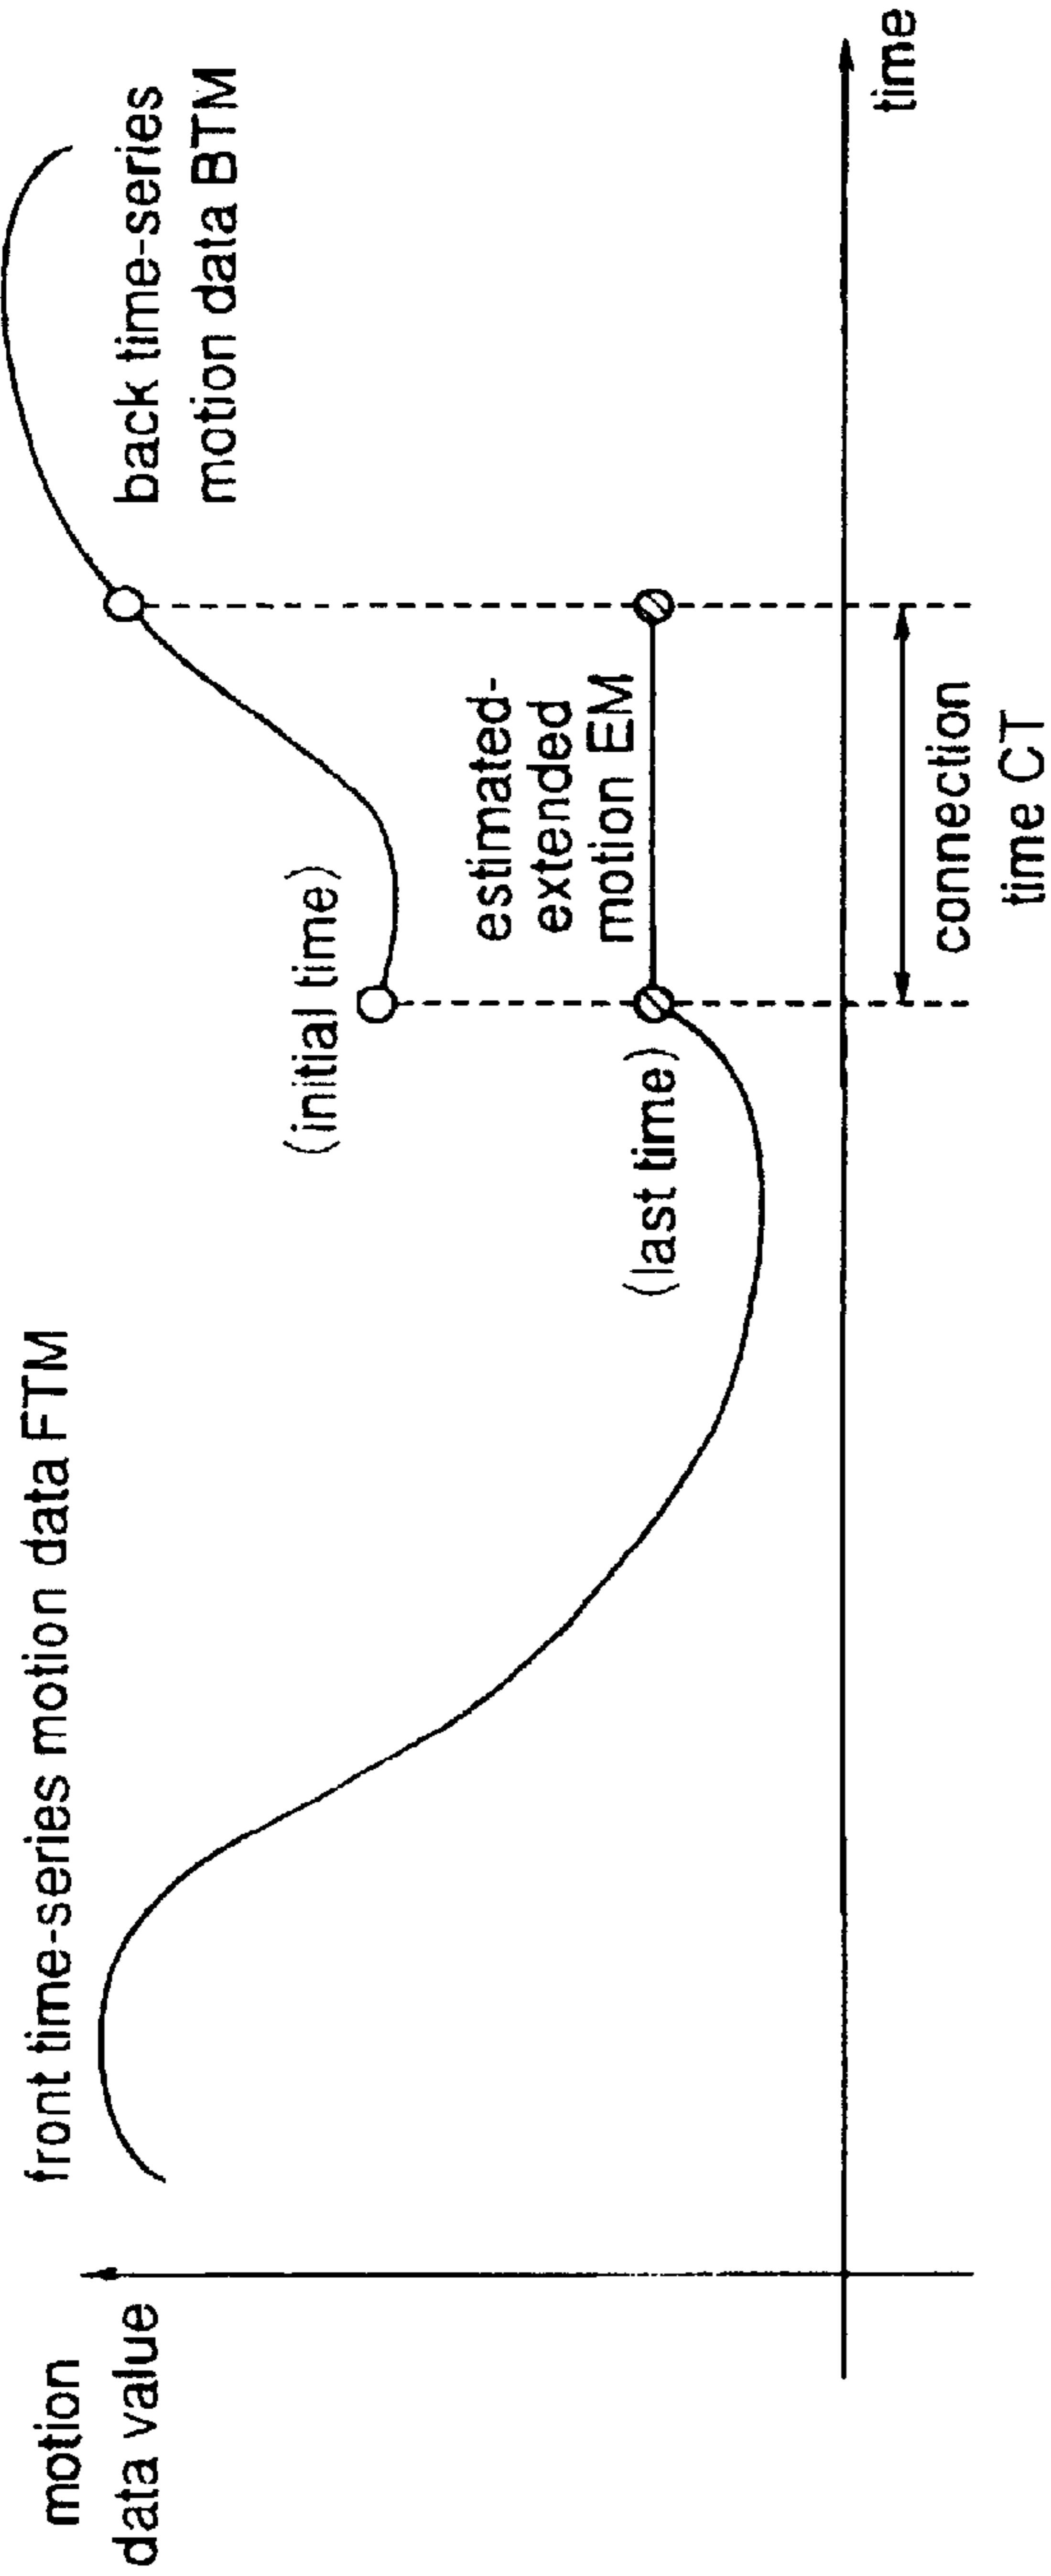 motion
data value
front time-series motion data FTM
(initial time)
(last time)
estimated-
extended
motion EM
back time-series
motion data BTM
connection
time CT
time